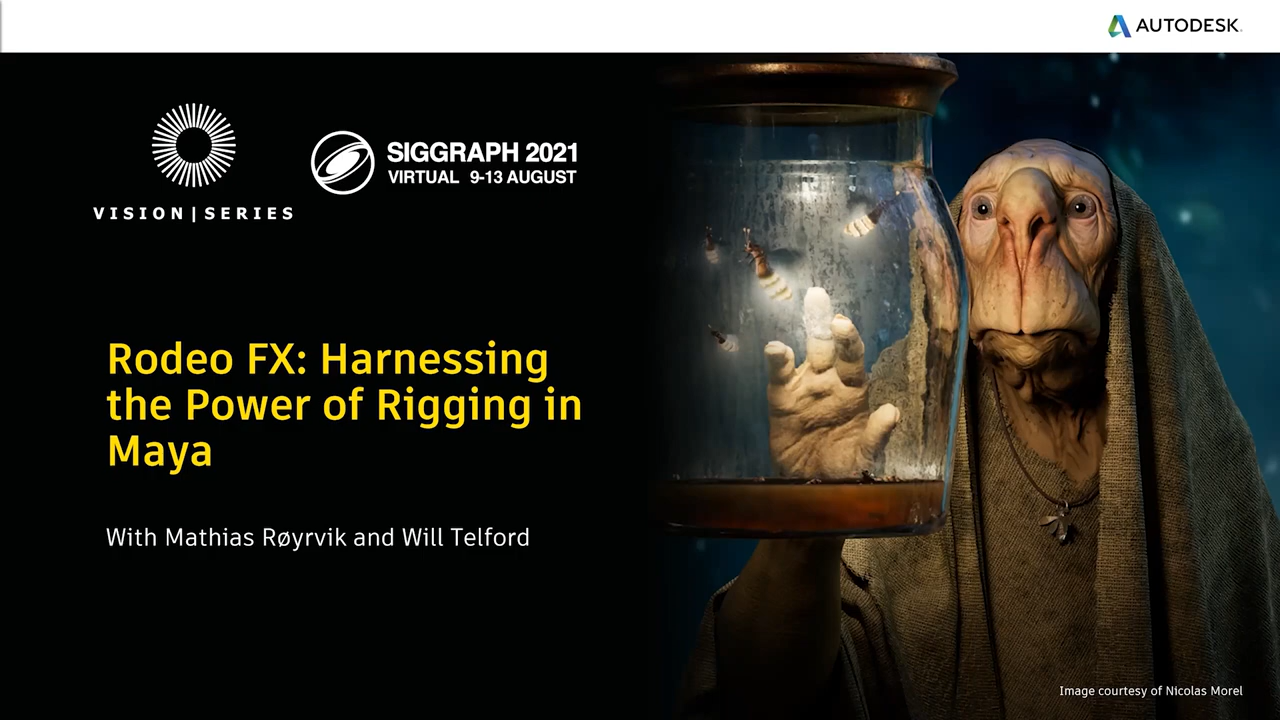 AUTODESK
VISION|SERIES
SIGGRAPH 2021
VIRTUAL 9-13 AUGUST
Rodeo FX: Harnessing
the Power of Rigging in
Maya
With Mathias Røyrvik and Will Telford
Image courtesy of Nicolas Morel